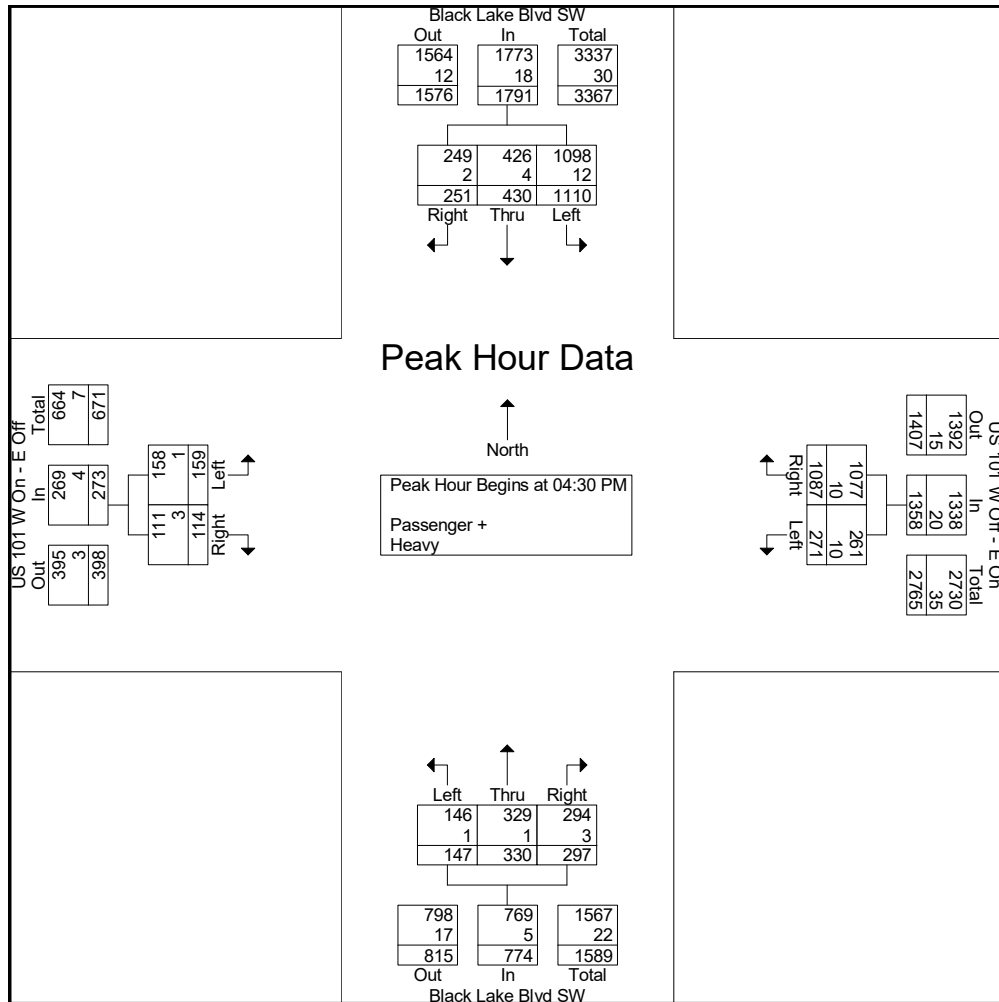 Black Lake Blvd SW
Out In Total
1564 1773 3337
12 18 30
1576 1791 3367
249 426 1098
2 4 12
251 430 1110
Right Thru Left
Peak Hour Data
North
Peak Hour Begins at 04:30 PM
Passenger +
Heavy
US 101 W On - E Off
Out In Total
395 269 664
3 4 7
398 273 671
Right Left
111 158
3 1
114 159
US 101 W Off - E On
Out In Total
1392 1338 2730
15 20 35
1407 1358 2765
1077 261
10 10
1087 271
Right Left
Left Thru Right
146 329 294
1 1 3
147 330 297
798 769 1567
17 5 22
815 774 1589
Out In Total
Black Lake Blvd SW